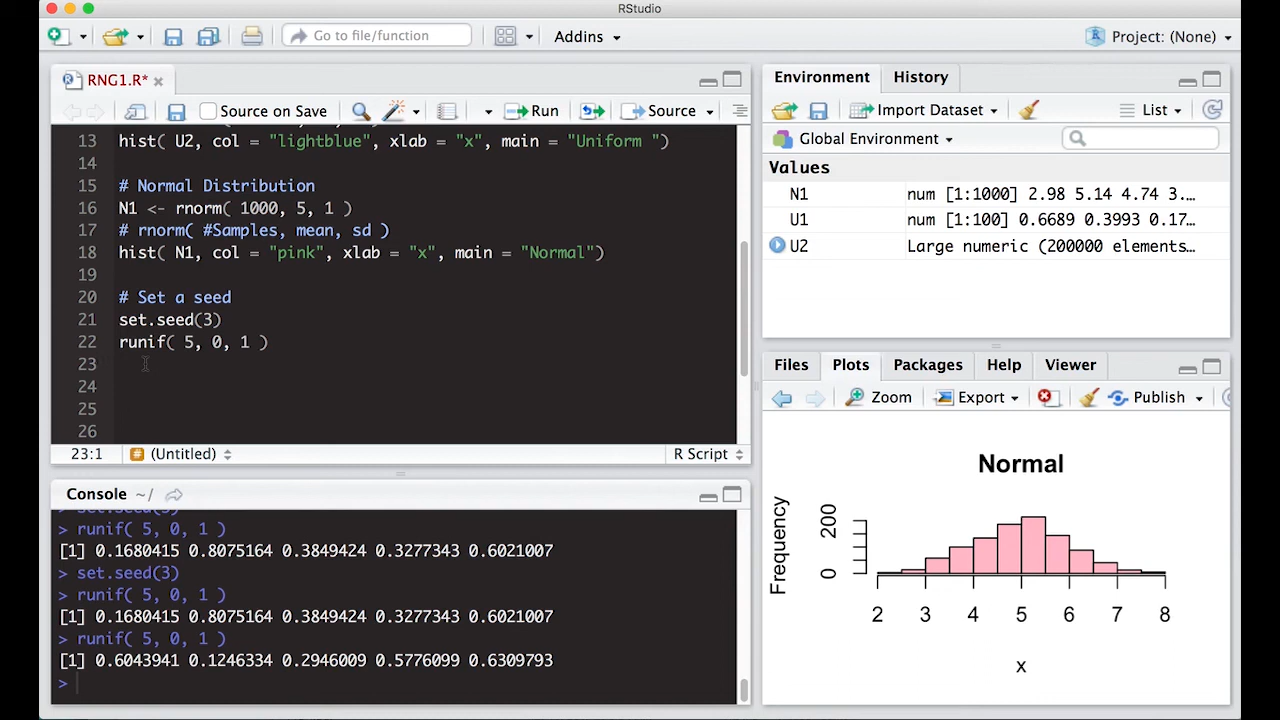 RStudio
Go to file/function
Addins
Project: (None)
RNG1.R*
Source on Save
Run
Source
13 hist( U2, col = "lightblue", xlab = "x", main = "Uniform ")
14
15 # Normal Distribution
16 N1 <- rnorm( 1000, 5, 1 )
17 # rnorm( #Samples, mean, sd )
18 hist( N1, col = "pink", xlab = "x", main = "Normal")
19
20 # Set a seed
21 set.seed(3)
22 runif( 5, 0, 1 )
23
24
25
26
23:1 (Untitled) R Script
Console ~/
> set.seed(3)
> runif( 5, 0, 1 )
[1] 0.1680415 0.8075164 0.3849424 0.3277343 0.6021007
> set.seed(3)
> runif( 5, 0, 1 )
[1] 0.1680415 0.8075164 0.3849424 0.3277343 0.6021007
> runif( 5, 0, 1 )
[1] 0.6043941 0.1246334 0.2946009 0.5776099 0.6309793
>
Environment History
Import Dataset List
Global Environment
Values
N1 num [1:1000] 2.98 5.14 4.74 3.…
U1 num [1:100] 0.6689 0.3993 0.17…
U2 Large numeric (200000 elements…
Files Plots Packages Help Viewer
Zoom Export Publish
Normal
Frequency
200
0
2 3 4 5 6 7 8
x